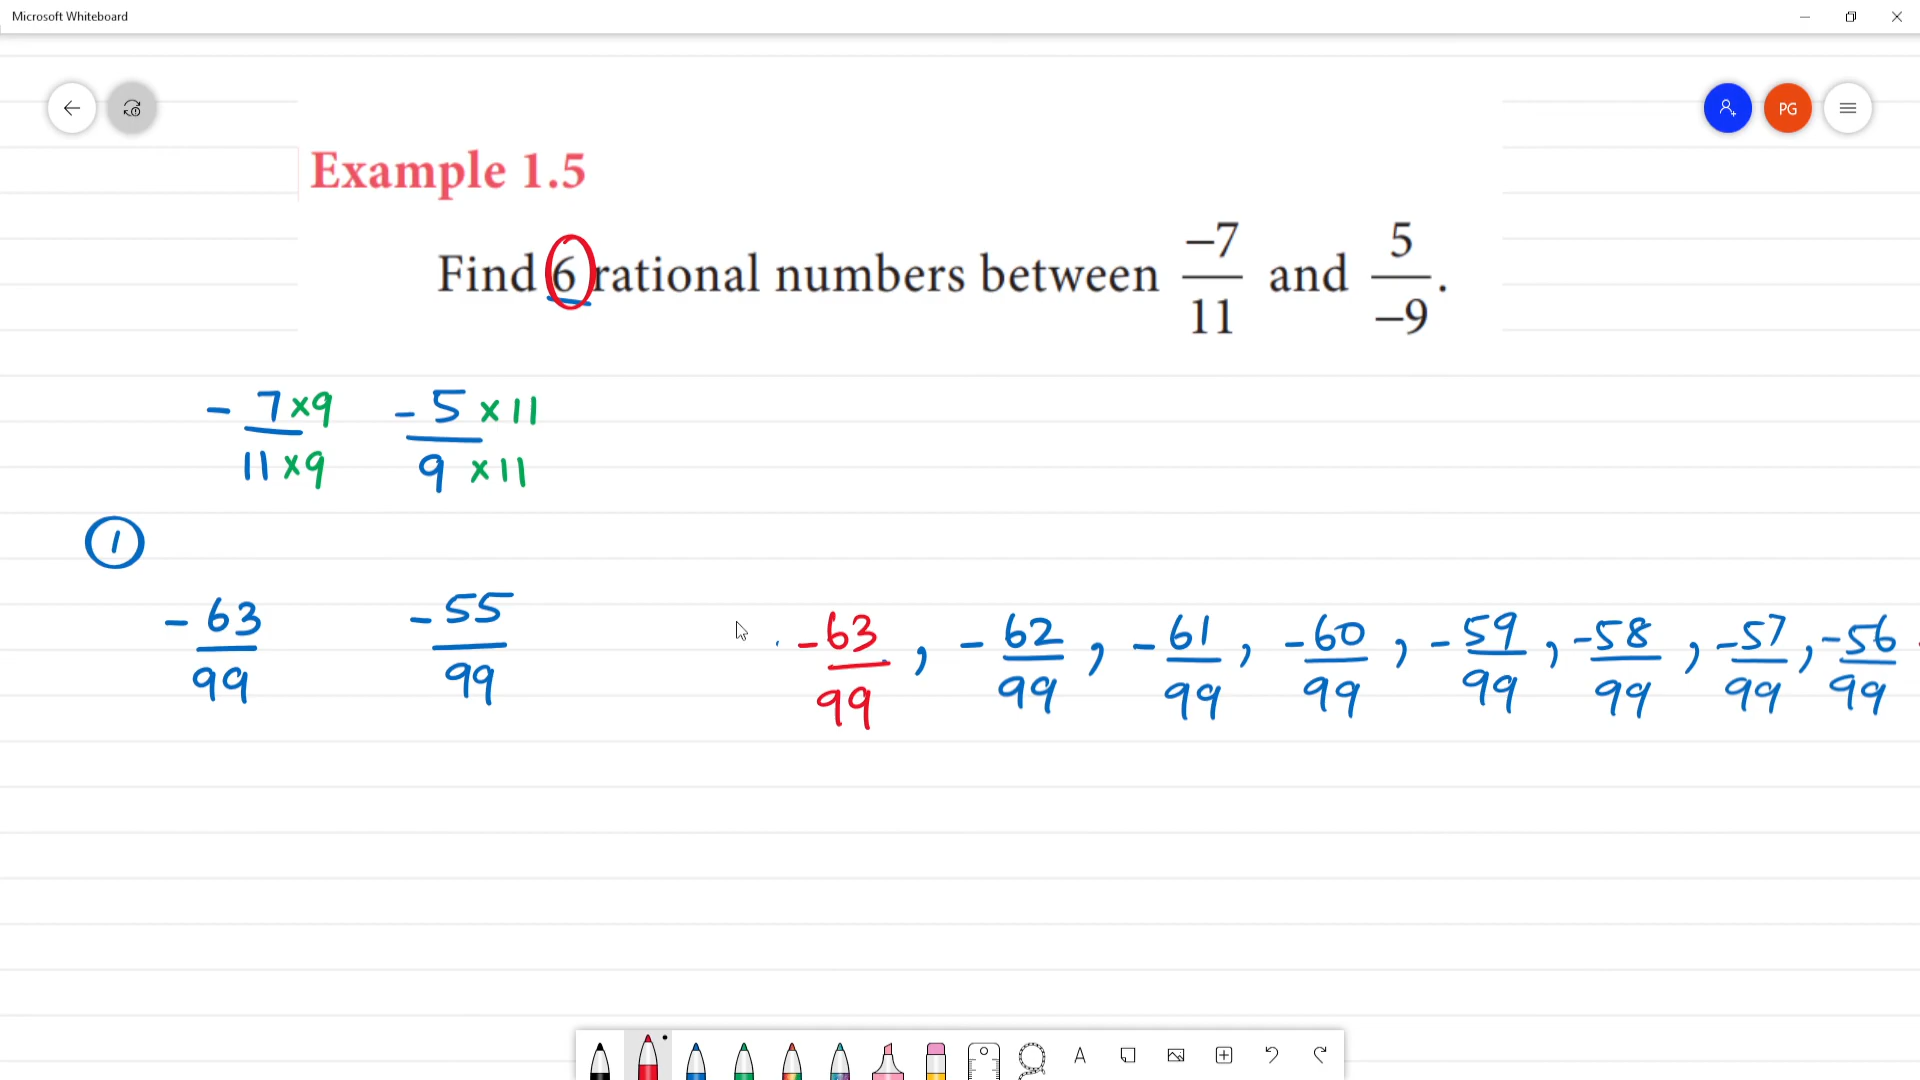 Microsoft Whiteboard
PG
Example 1.5
Find 6 rational numbers between −7/11 and 5/−9.
- 7×9/11×9 - 5×11/9×11
1
- 63/99 - 55/99 - 63/99, - 62/99, - 61/99, - 60/99, - 59/99, - 58/99, - 57/99, - 56/99
A